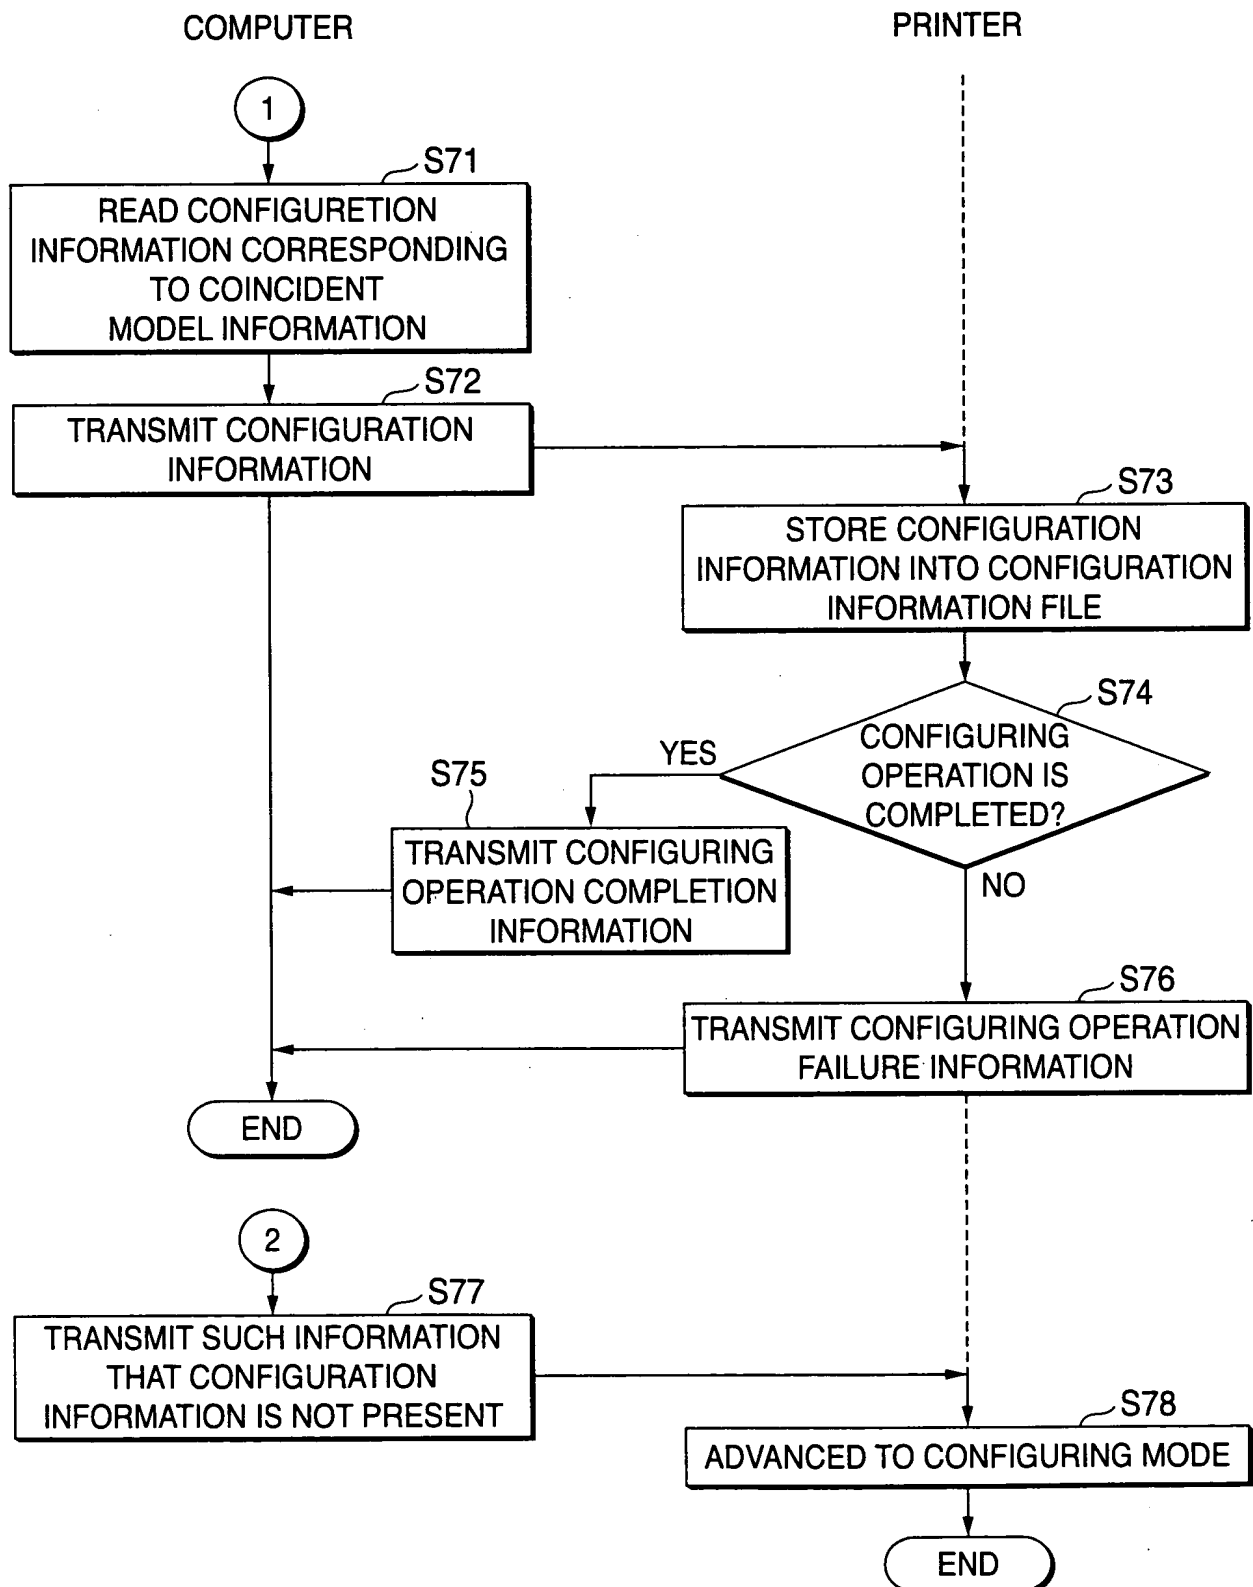 COMPUTER
PRINTER
1
S71
READ CONFIGURETION
INFORMATION CORRESPONDING
TO COINCIDENT
MODEL INFORMATION
S72
TRANSMIT CONFIGURATION
INFORMATION
S73
STORE CONFIGURATION
INFORMATION INTO CONFIGURATION
INFORMATION FILE
S74
CONFIGURING
OPERATION IS
COMPLETED?
YES
S75
TRANSMIT CONFIGURING
OPERATION COMPLETION
INFORMATION
NO
S76
TRANSMIT CONFIGURING OPERATION
FAILURE INFORMATION
END
2
S77
TRANSMIT SUCH INFORMATION
THAT CONFIGURATION
INFORMATION IS NOT PRESENT
S78
ADVANCED TO CONFIGURING MODE
END